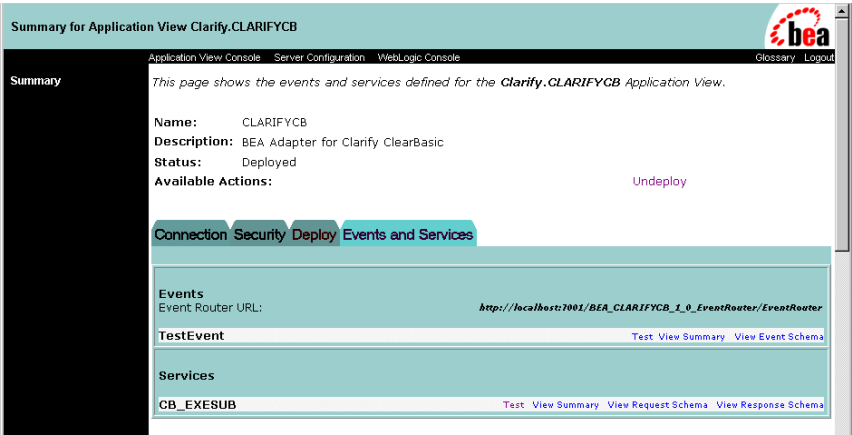 Summary for Application View Clarify.CLARIFYCB
bea
Application View Console Server Configuration WebLogic Console Glossary Logout
Summary
This page shows the events and services defined for the Clarify.CLARIFYCB Application View.
Name: CLARIFYCB
Description: BEA Adapter for Clarify ClearBasic
Status: Deployed
Available Actions: Undeploy
Connection Security Deploy Events and Services
Events
Event Router URL: http://localhost:7001/BEA_CLARIFYCB_1_0_EventRouter/EventRouter
TestEvent Test View Summary View Event Schema
Services
CB_EXESUB Test View Summary View Request Schema View Response Schema